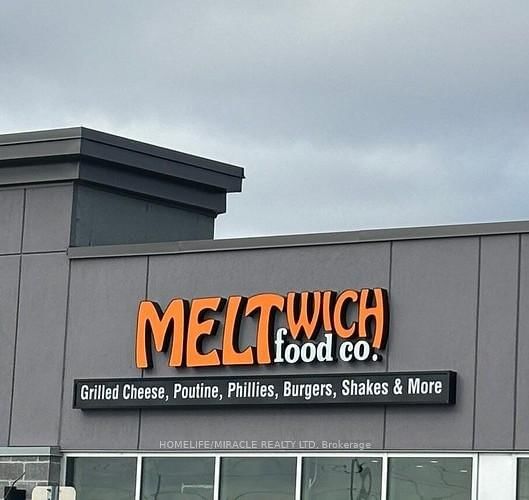 MELTWICH
food co.
Grilled Cheese, Poutine, Phillies, Burgers, Shakes & More
HOMELIFE/MIRACLE REALTY LTD, Brokerage